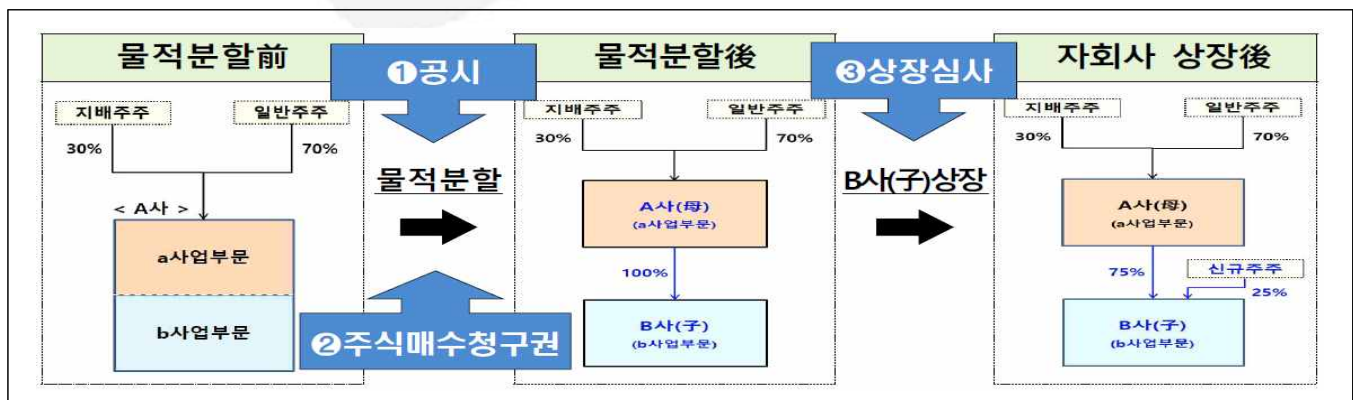 물적분할前
❶공시
물적분할後
❸상장심사
자회사 상장後
지배주주
일반주주
30%
70%
< A사 >
a사업부문
b사업부문
물적분할
❷주식매수청구권
지배주주
일반주주
30%
70%
A사(母)
(a사업부문)
100%
B사(子)
(b사업부문)
B사(子)상장
지배주주
일반주주
30%
70%
A사(母)
(a사업부문)
75%
신규주주
25%
B사(子)
(b사업부문)